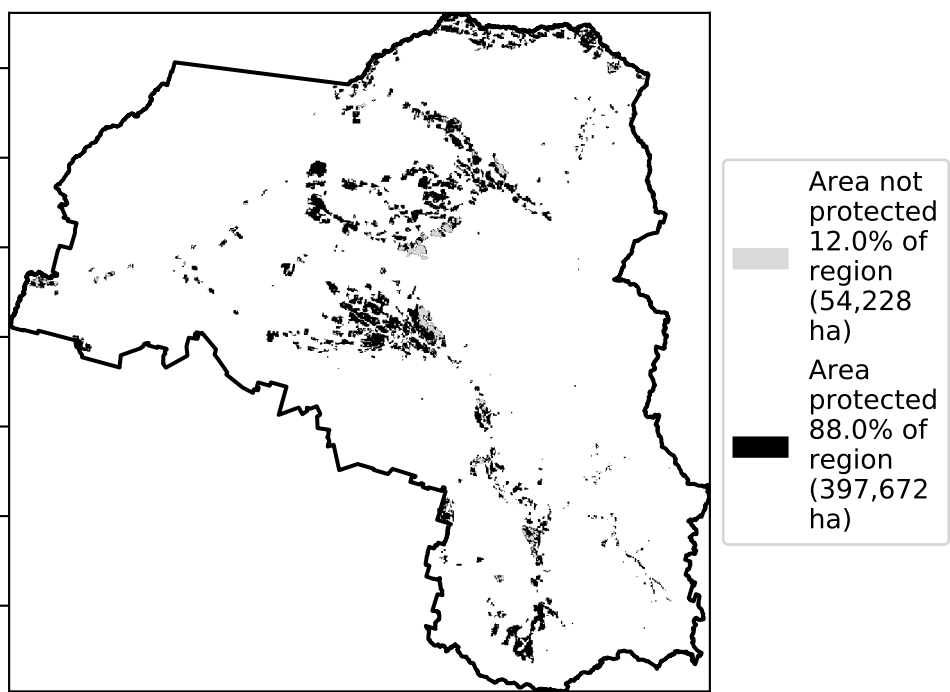 Area not
protected
12.0% of
region
(54,228
ha)
Area
protected
88.0% of
region
(397,672
ha)